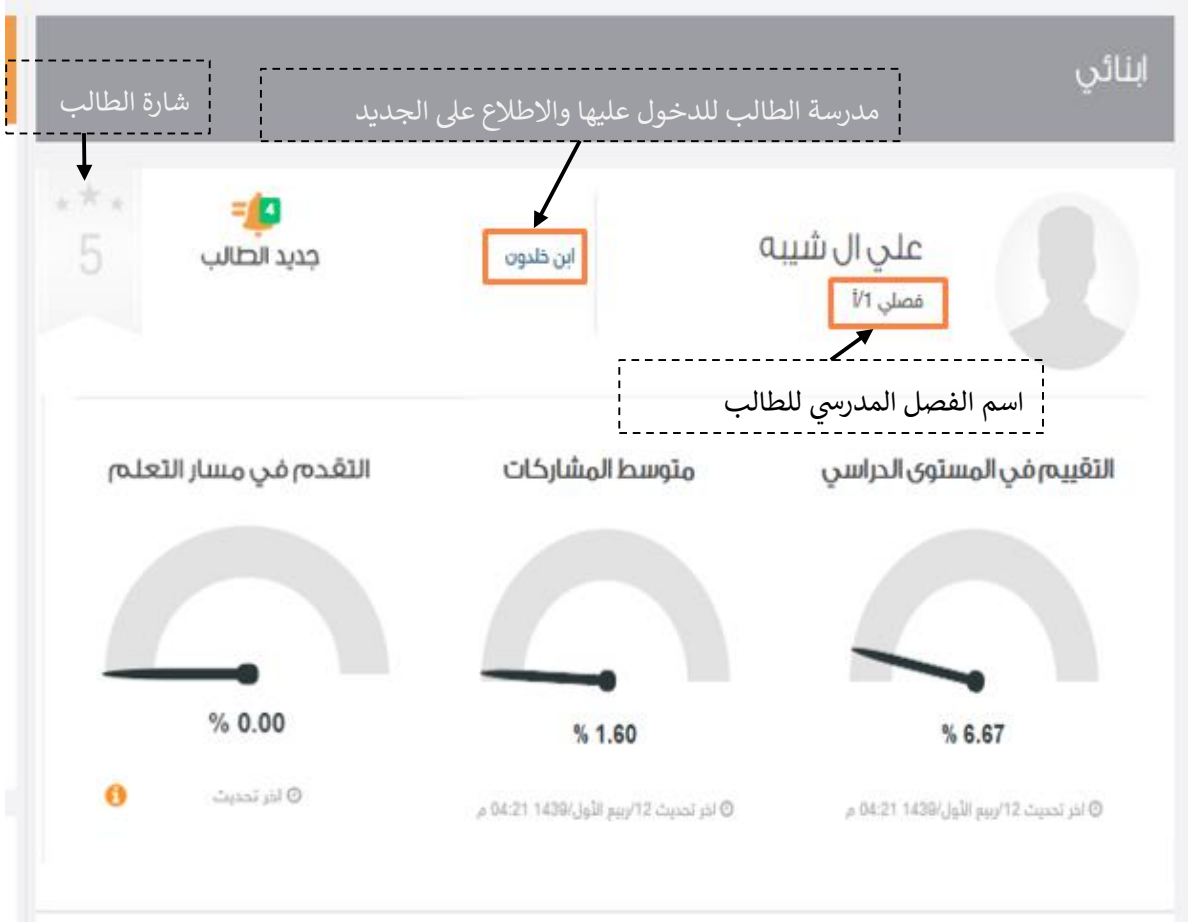 ابنائي
مدرسة الطالب للدخول عليها والاطلاع على الجديد
شارة الطالب
علي ال شيبه
فصلي 1/أ
ابن خلدون
4
جديد الطالب
5
اسم الفصل المدرسي للطالب
التقييم في المستوى الدراسي
متوسط المشاركات
التقدم في مسار التعلم
% 6.67
% 1.60
% 0.00
اخر تحديث 12/ربيع الأول/1439 04:21 م
اخر تحديث 12/ربيع الأول/1439 04:21 م
اخر تحديث